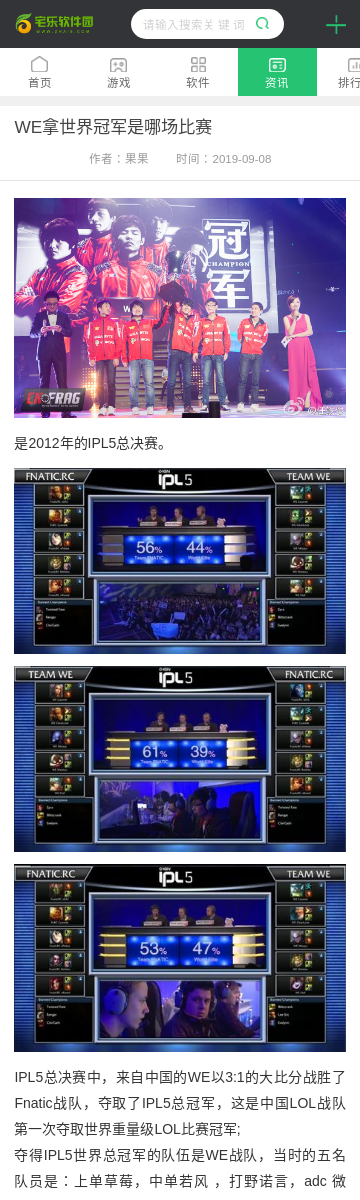 宅乐软件园
请输入搜索关 键 词
首页
游戏
软件
资讯
排行
WE拿世界冠军是哪场比赛
作者：果果
时间：2019-09-08
冠军
CHAMPION
是2012年的IPL5总决赛。
FNATIC.RC
IPL5
TEAM WE
56%
44%
Team FNATIC
World Elite
TEAM WE
IPL5
FNATIC.RC
61%
39%
FNATIC.RC
IPL5
TEAM WE
53%
47%
IPL5总决赛中，来自中国的WE以3:1的大比分战胜了
Fnatic战队，夺取了IPL5总冠军，这是中国LOL战队
第一次夺取世界重量级LOL比赛冠军;
夺得IPL5世界总冠军的队伍是WE战队，当时的五名
队员是：上单草莓，中单若风 ，打野诺言，adc 微